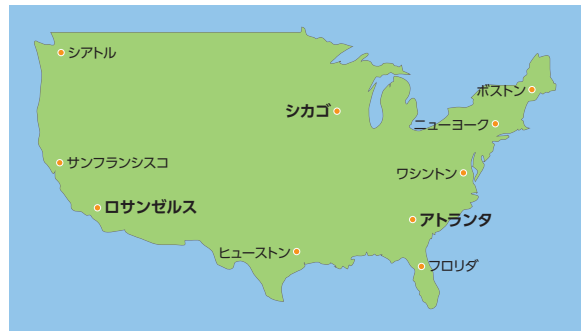 シアトル
ボストン
シカゴ
ニューヨーク
サンフランシスコ
ワシントン
ロサンゼルス
アトランタ
ヒューストン
フロリダ